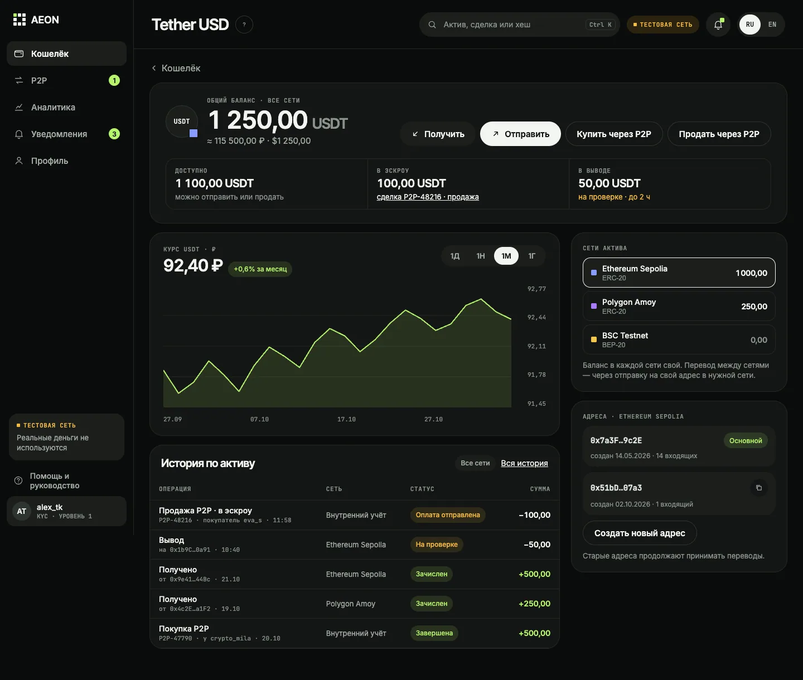 AEON
Кошелёк
P2P
1
Аналитика
Уведомления
3
Профиль
ТЕСТОВАЯ СЕТЬ
Реальные деньги не
используются
Помощь и
руководство
AT
alex_tk
KYC · УРОВЕНЬ 1
Tether USD
?
Актив, сделка или хеш
Ctrl K
ТЕСТОВАЯ СЕТЬ
RU
EN
Кошелёк
USDT
ОБЩИЙ БАЛАНС · ВСЕ СЕТИ
1 250,00 USDT
≈ 115 500,00 ₽ · $1 250,00
Получить
Отправить
Купить через P2P
Продать через P2P
ДОСТУПНО
1 100,00 USDT
можно отправить или продать
В ЭСКРОУ
100,00 USDT
сделка P2P-48216 · продажа
В ВЫВОДЕ
50,00 USDT
на проверке · до 2 ч
КУРС USDT · ₽
92,40 ₽
+0,6% за месяц
1Д
1Н
1М
1Г
92,77
92,44
92,11
91,78
91,45
27.09
07.10
17.10
27.10
История по активу
Все сети
Вся история
ОПЕРАЦИЯ
СЕТЬ
СТАТУС
СУММА
Продажа P2P · в эскроу
P2P-48216 · покупатель eva_s · 11:58
Внутренний учёт
Оплата отправлена
−100,00
Вывод
на 0x1b9C…0a91 · 10:40
Ethereum Sepolia
На проверке
−50,00
Получено
от 0x9e41…448c · 21.10
Ethereum Sepolia
Зачислен
+500,00
Получено
от 0x4c2E…a1F2 · 19.10
Polygon Amoy
Зачислен
+250,00
Покупка P2P
P2P-47790 · у crypto_mila · 20.10
Внутренний учёт
Завершена
+500,00
СЕТИ АКТИВА
Ethereum Sepolia
ERC-20
1 000,00
Polygon Amoy
ERC-20
250,00
BSC Testnet
BEP-20
0,00
Баланс в каждой сети свой. Перевод между сетями
— через отправку на свой адрес в нужной сети.
АДРЕСА · ETHEREUM SEPOLIA
0x7a3F…9c2E
Основной
создан 14.05.2026 · 14 входящих
0x51bD…07a3
создан 02.10.2026 · 1 входящий
Создать новый адрес
Старые адреса продолжают принимать переводы.